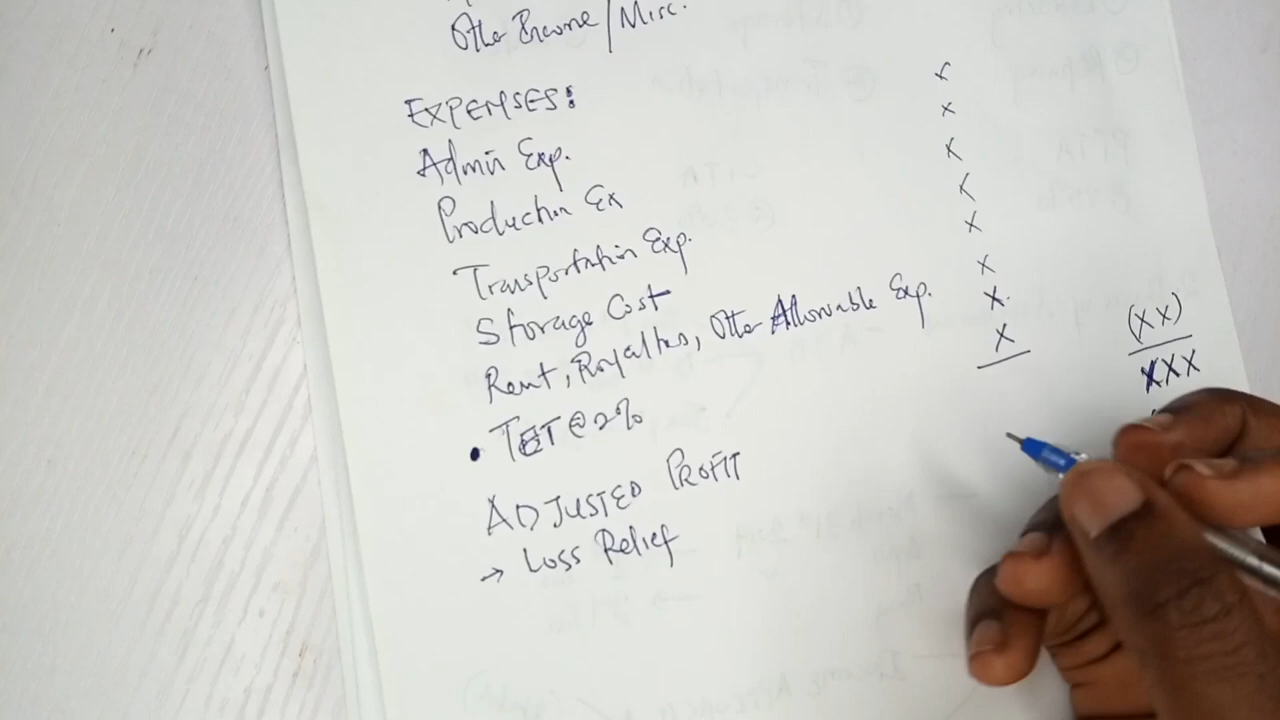 Other Income/Misc.
EXPENSES:
Admin Exp. x
Production Ex x
Transportation Exp. x
Storage Cost x
Rent, Royalties, Other Allowable Exp. x
• TET@2% x (XX)
ADJUSTED PROFIT XXX
→ Loss Relief